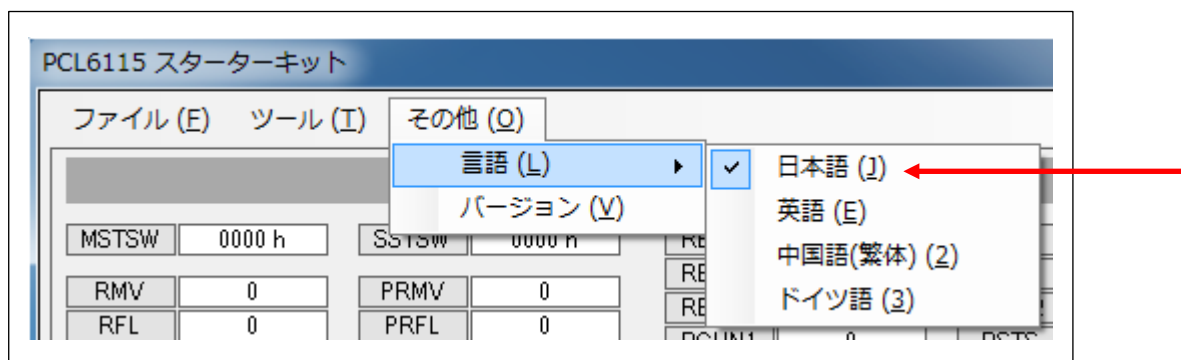 PCL6115 スターターキット
ファイル (F) ツール (T) その他 (O)
言語 (L)
バージョン (V)
日本語 (J)
英語 (E)
中国語(繁体) (2)
ドイツ語 (3)
MSTSW 0000 h SSTSW 0000 h
RMV 0 PRMV 0
RFL 0 PRFL 0